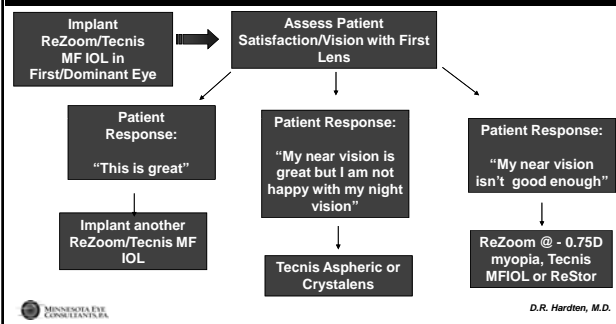 Implant
ReZoom/Tecnis
MF IOL in
First/Dominant Eye
Assess Patient
Satisfaction/Vision with First
Lens
Patient
Response:
“This is great”
Patient Response:
“My near vision is
great but I am not
happy with my night
vision”
Patient Response:
“My near vision
isn’t good enough”
Implant another
ReZoom/Tecnis MF
IOL
Tecnis Aspheric or
Crystalens
ReZoom @ - 0.75D
myopia, Tecnis
MFIOL or ReStor
MINNESOTA EYE
CONSULTANTS, P.A.
D.R. Hardten, M.D.